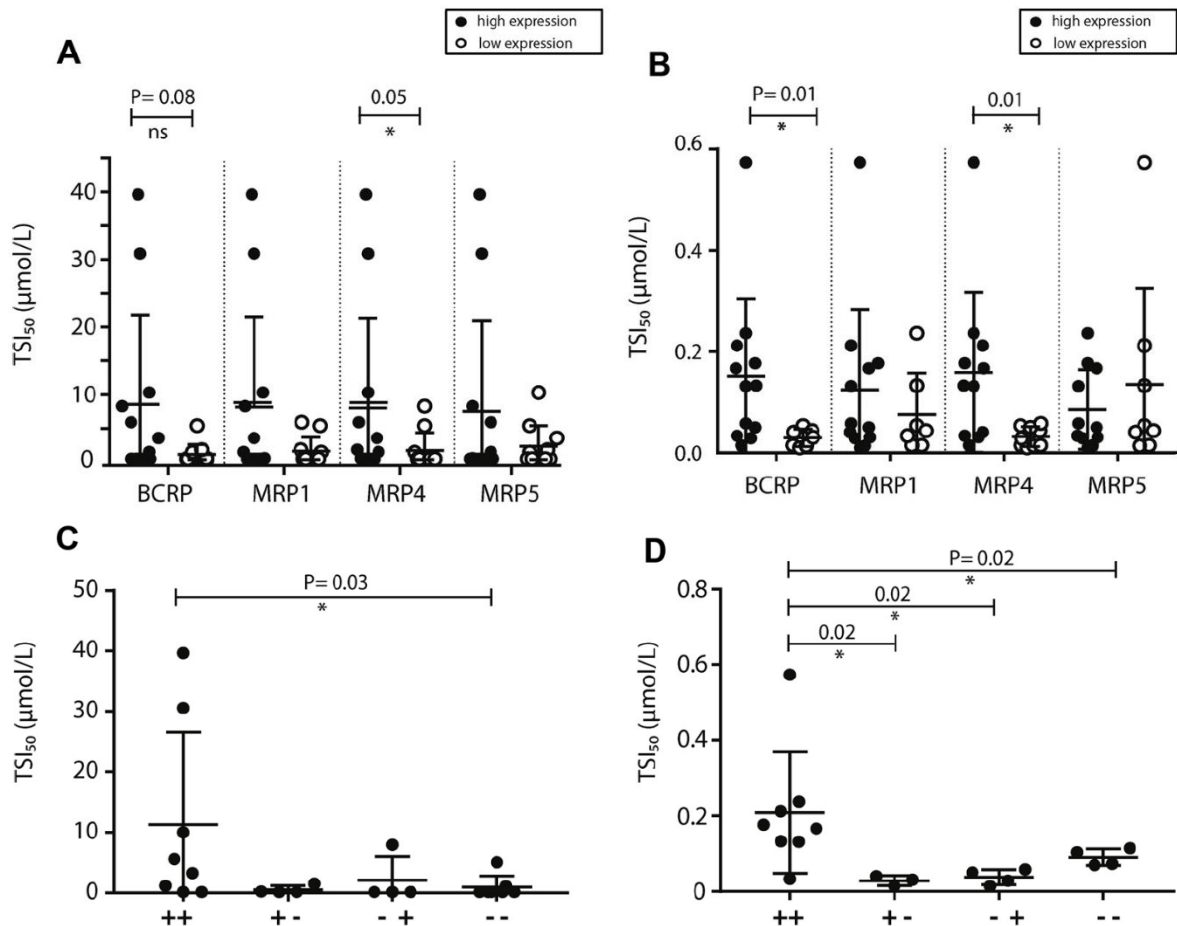 ● high expression
○ low expression
A
P= 0.08
ns
0.05
*
TSI₅₀ (µmol/L)
40
30
20
10
0
BCRP
MRP1
MRP4
MRP5
● high expression
○ low expression
B
P= 0.01
*
0.01
*
TSI₅₀ (µmol/L)
0.6
0.4
0.2
0.0
BCRP
MRP1
MRP4
MRP5
C
P= 0.03
*
TSI₅₀ (µmol/L)
50
40
30
20
10
0
++
+ -
- +
- -
D
P= 0.02
*
0.02
*
0.02
*
TSI₅₀ (µmol/L)
0.8
0.6
0.4
0.2
0.0
++
+ -
- +
- -